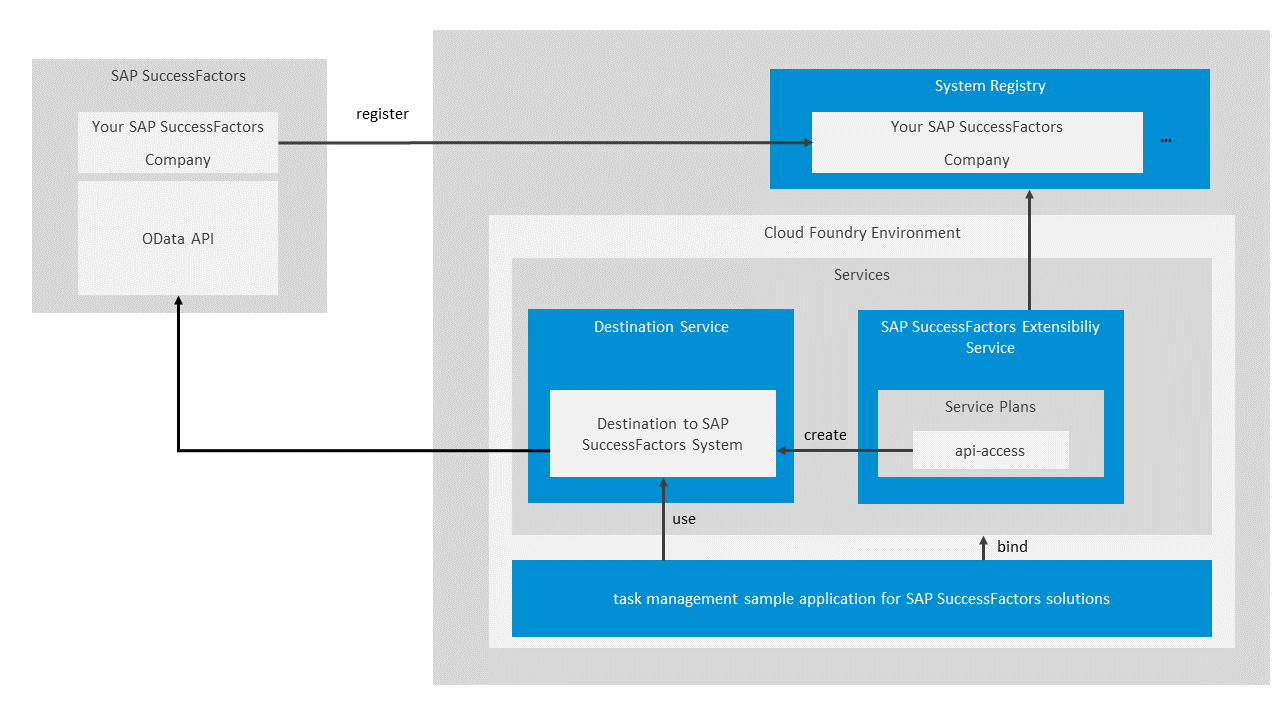 SAP SuccessFactors
Your SAP SuccessFactors
Company
OData API
register
System Registry
Your SAP SuccessFactors
Company
...
Cloud Foundry Environment
Services
Destination Service
Destination to SAP
SuccessFactors System
create
SAP SuccessFactors Extensibiliy
Service
Service Plans
api-access
use
bind
task management sample application for SAP SuccessFactors solutions